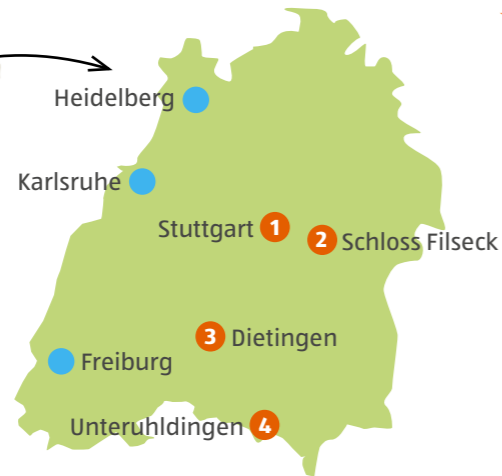 Heidelberg
Karlsruhe
Stuttgart 1
2 Schloss Filseck
3 Dietingen
Freiburg
Unteruhldingen 4